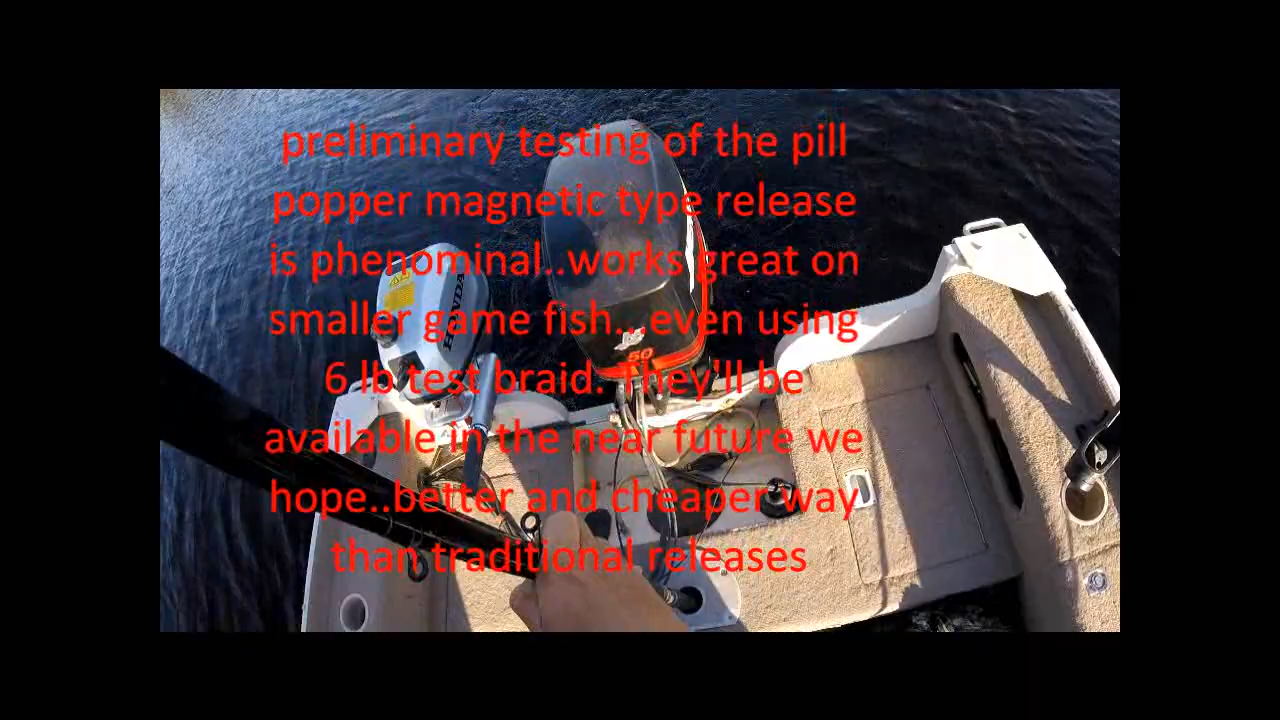 preliminary testing of the pill
popper magnetic type release
is phenominal..works great on
smaller game fish...even using
6 lb test braid. They'll be
available in the near future we
hope..better and cheaper way
than traditional releases
HONDA
50